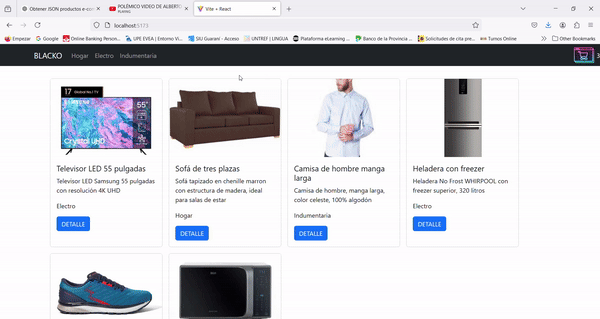 Obtener JSON productos e-com
POLÉMICO VIDEO DE ALBERTO
PLAYING
Vite + React
localhost:5173
Empezar
Google
Online Banking Person...
UPE EVEA | Entorno Vi...
SIU Guarani - Acceso
UNTREF | LINGUA
Plataforma eLearning ...
Banco de la Provincia ...
Solicitudes de cita pre...
Turnos Online
Other Bookmarks
BLACKO
Hogar
Electro
Indumentaria
3
17 Global No.1 TV
SAMSUNG
55"
Crystal UHD
Televisor LED 55 pulgadas
Televisor LED Samsung 55 pulgadas
con resolución 4K UHD
Electro
DETALLE
Sofá de tres plazas
Sofá tapizado en chenille marron
con estructura de madera, ideal
para salas de estar
Hogar
DETALLE
Camisa de hombre manga
larga
Camisa de hombre, manga larga,
color celeste, 100% algodón
Indumentaria
DETALLE
Heladera con freezer
Heladera No Frost WHIRPOOL con
freezer superior, 320 litros
Electro
DETALLE